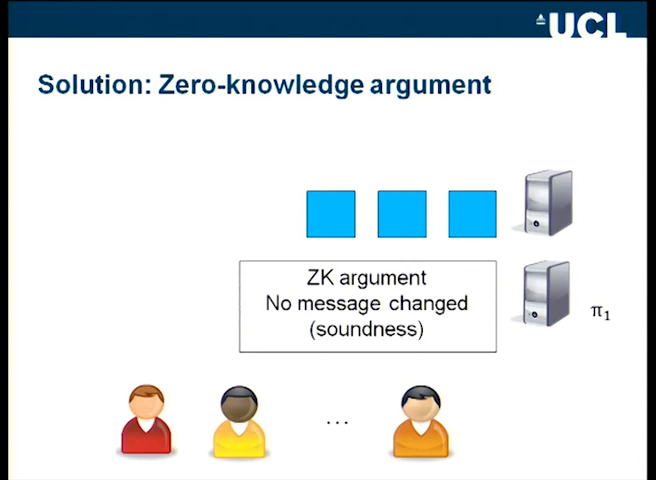 UCL
Solution: Zero-knowledge argument
ZK argument
No message changed
(soundness)
π₁
...